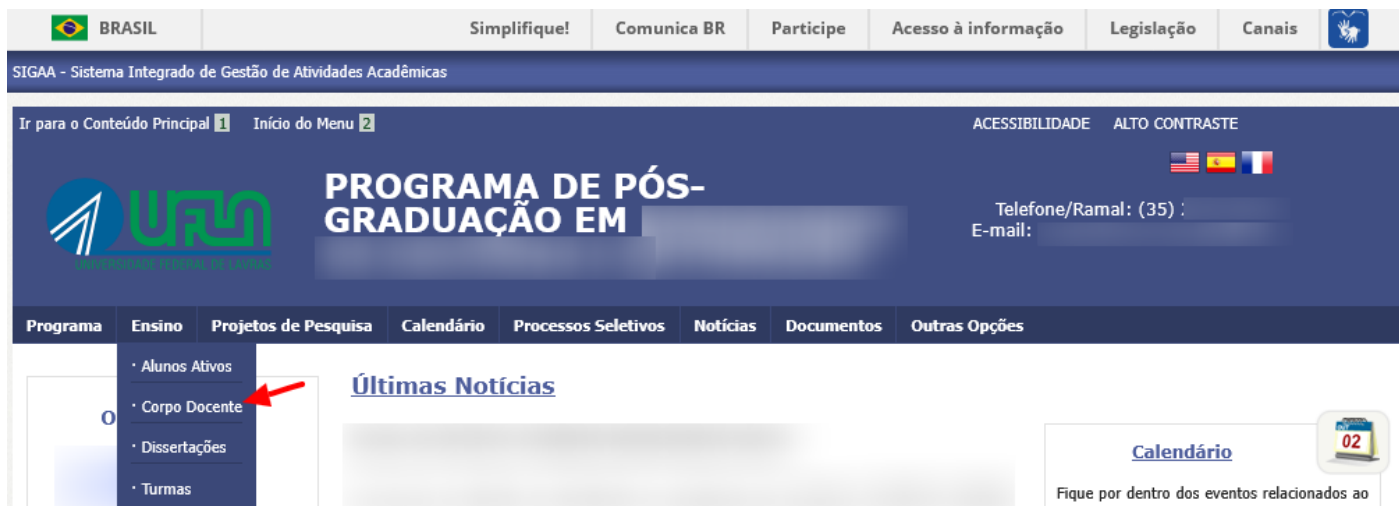 BRASIL Simplifique! Comunica BR Participe Acesso à informação Legislação Canais
SIGAA - Sistema Integrado de Gestão de Atividades Acadêmicas
Ir para o Conteúdo Principal 1 Início do Menu 2 ACESSIBILIDADE ALTO CONTRASTE
UFLA
UNIVERSIDADE FEDERAL DE LAVRAS
PROGRAMA DE PÓS-
GRADUAÇÃO EM
Telefone/Ramal: (35)
E-mail:
Programa Ensino Projetos de Pesquisa Calendário Processos Seletivos Notícias Documentos Outras Opções
· Alunos Ativos
· Corpo Docente
· Dissertações
· Turmas
O
Últimas Notícias
02
Calendário
Fique por dentro dos eventos relacionados ao